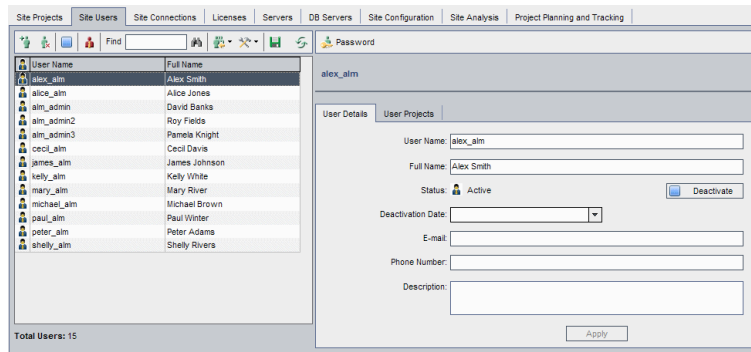 Site Projects Site Users Site Connections Licenses Servers DB Servers Site Configuration Site Analysis Project Planning and Tracking
Find
Password
User Name Full Name
alex_alm Alex Smith
alice_alm Alice Jones
alm_admin David Banks
alm_admin2 Roy Fields
alm_admin3 Pamela Knight
cecil_alm Cecil Davis
james_alm James Johnson
kelly_alm Kelly White
mary_alm Mary River
michael_alm Michael Brown
paul_alm Paul Winter
peter_alm Peter Adams
shelly_alm Shelly Rivers
Total Users: 15
alex_alm
User Details User Projects
User Name: alex_alm
Full Name: Alex Smith
Status: Active Deactivate
Deactivation Date:
E-mail:
Phone Number:
Description:
Apply